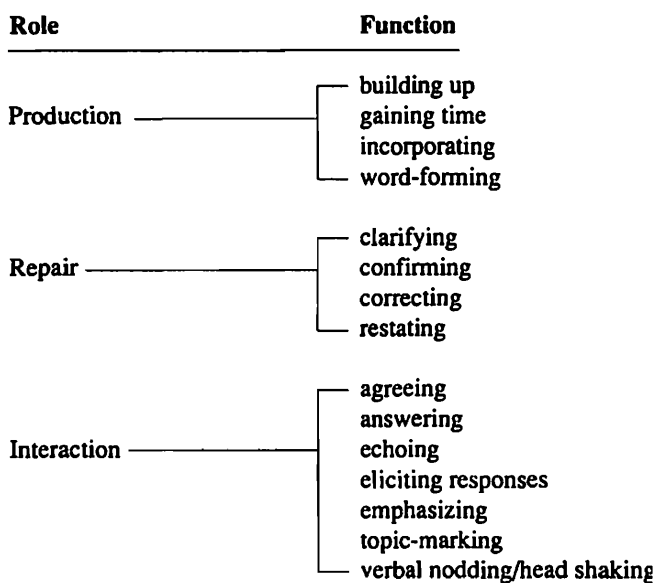 Role Function
building up
Production gaining time
incorporating
word-forming
clarifying
Repair confirming
correcting
restating
agreeing
answering
Interaction echoing
eliciting responses
emphasizing
topic-marking
verbal nodding/head shaking